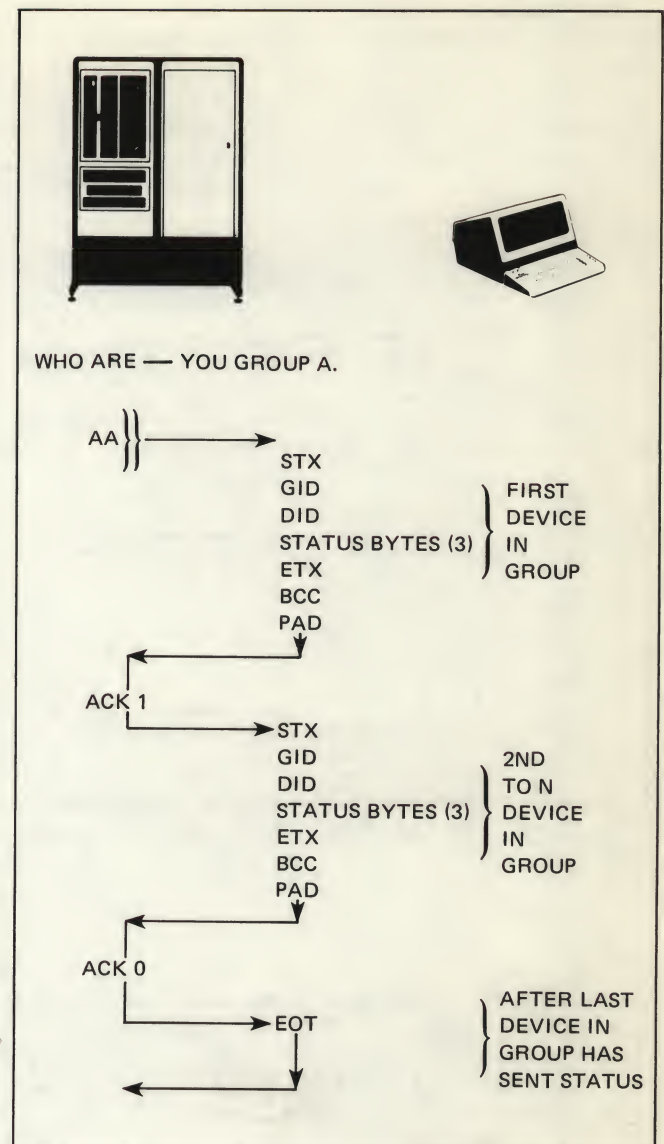 WHO ARE — YOU GROUP A.
AA
STX
GID
DID
STATUS BYTES (3)
ETX
BCC
PAD
FIRST
DEVICE
IN
GROUP
ACK 1
STX
GID
DID
STATUS BYTES (3)
ETX
BCC
PAD
2ND
TO N
DEVICE
IN
GROUP
ACK 0
EOT
AFTER LAST
DEVICE IN
GROUP HAS
SENT STATUS